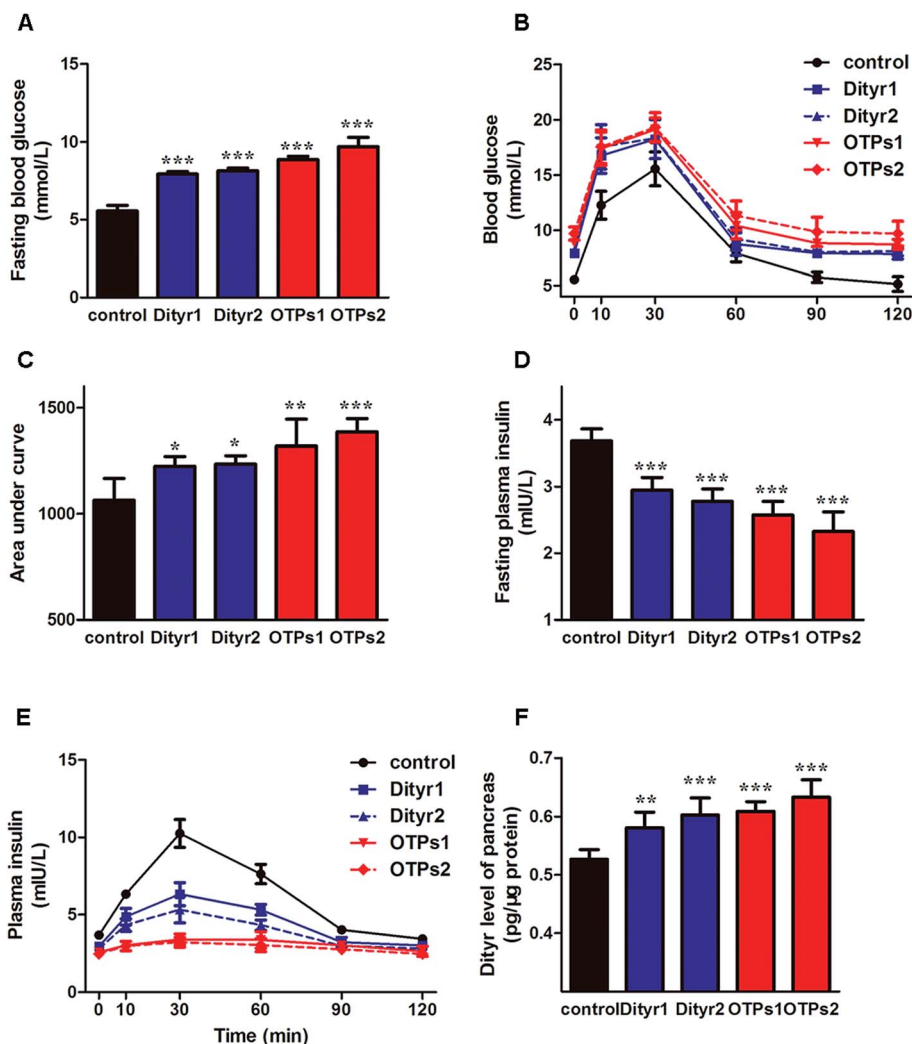 A
Fasting blood glucose
(mmol/L)
15
10
5
0
***
***
***
***
control Dityr1 Dityr2 OTPs1 OTPs2
B
Blood glucose
(mmol/L)
25
20
15
10
5
0 10 30 60 90 120
control
Dityr1
Dityr2
OTPs1
OTPs2
C
Area under curve
1500
1000
500
*
*
**
***
control Dityr1 Dityr2 OTPs1 OTPs2
D
Fasting plasma insulin
(mIU/L)
4
3
2
1
***
***
***
***
control Dityr1 Dityr2 OTPs1 OTPs2
E
Plasma insulin
(mIU/L)
15
10
5
0
0 10 30 60 90 120
Time (min)
control
Dityr1
Dityr2
OTPs1
OTPs2
F
Dityr level of pancreas
(pg/μg protein)
0.7
0.6
0.5
0.4
**
***
***
***
controlDityr1 Dityr2 OTPs1OTPs2